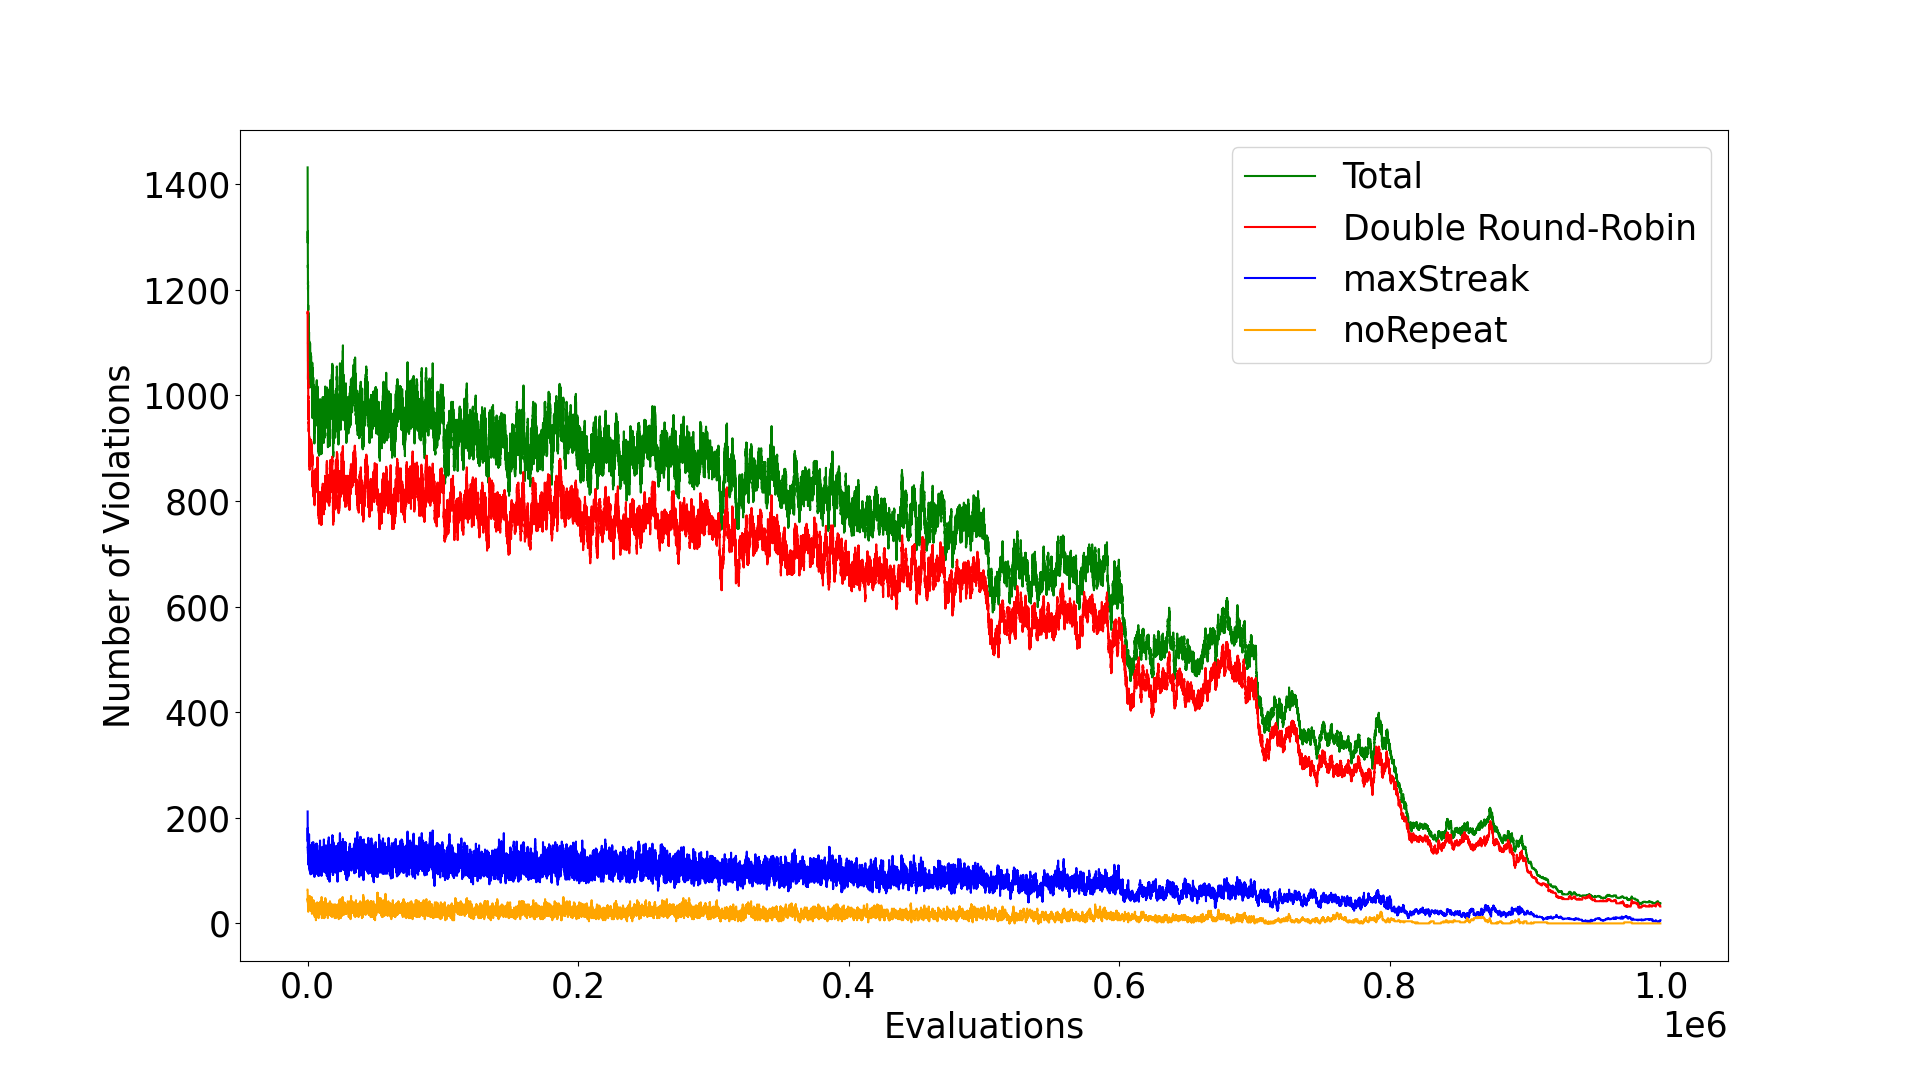 Total
Double Round-Robin
maxStreak
noRepeat
Number of Violations
1400
1200
1000
800
600
400
200
0
0.0 0.2 0.4 0.6 0.8 1.0
Evaluations
1e6